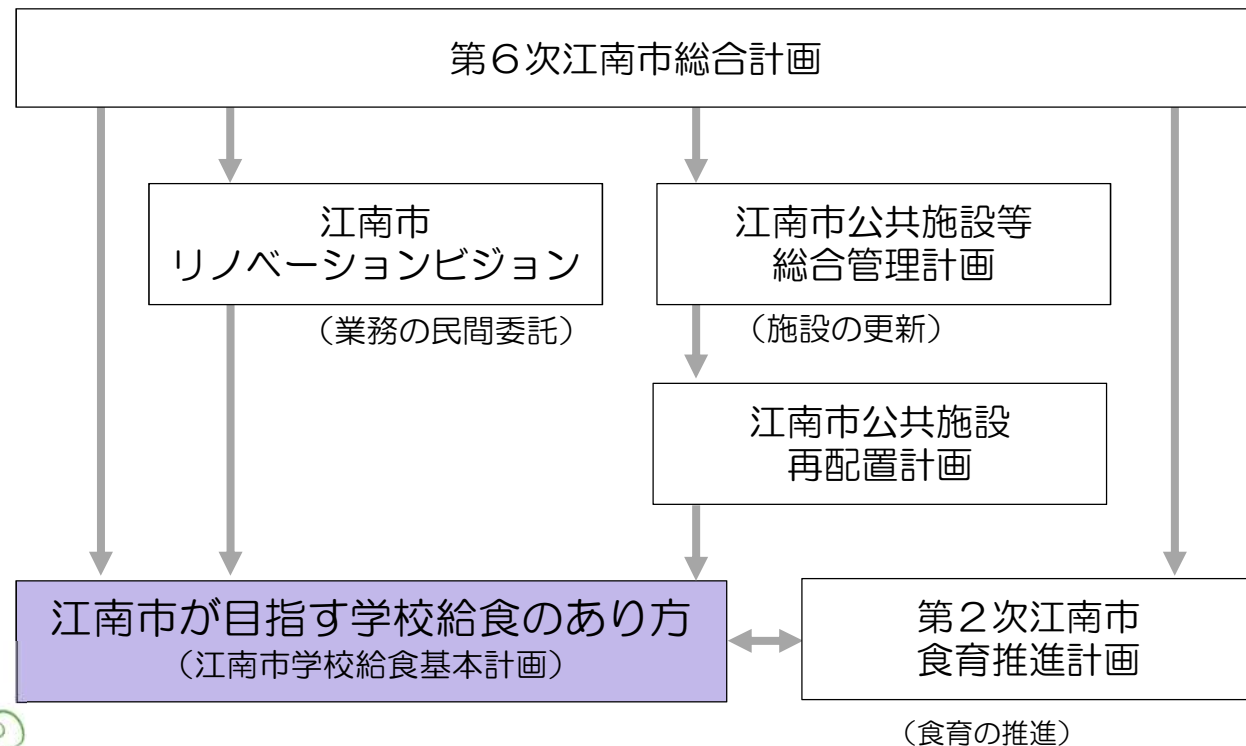 第６次江南市総合計画
江南市
リノベーションビジョン
（業務の民間委託）
江南市公共施設等
総合管理計画
（施設の更新）
江南市公共施設
再配置計画
江南市が目指す学校給食のあり方
（江南市学校給食基本計画）
第２次江南市
食育推進計画
（食育の推進）